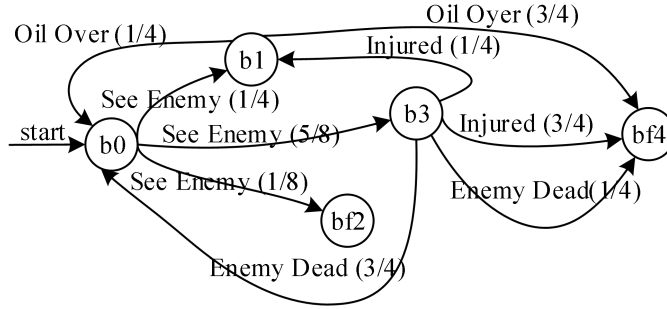 Oil Oyer (3/4)
Oil Over (1/4)
Injured (1/4)
b1
See Enemy (1/4)
b3
Injured (3/4)
start
b0
See Enemy (5/8)
bf4
See Enemy (1/8)
Enemy Dead(1/4)
bf2
Enemy Dead (3/4)